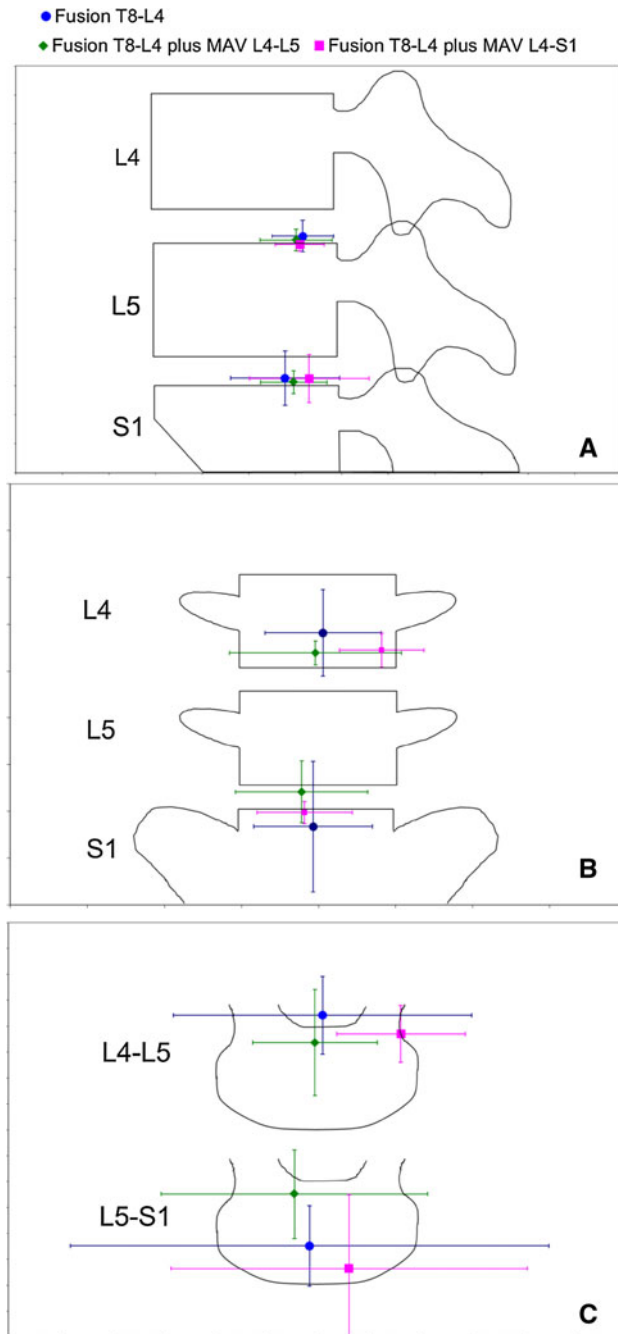 Fusion T8-L4
Fusion T8-L4 plus MAV L4-L5 Fusion T8-L4 plus MAV L4-S1
L4
L5
S1
A
L4
L5
S1
B
L4-L5
L5-S1
C